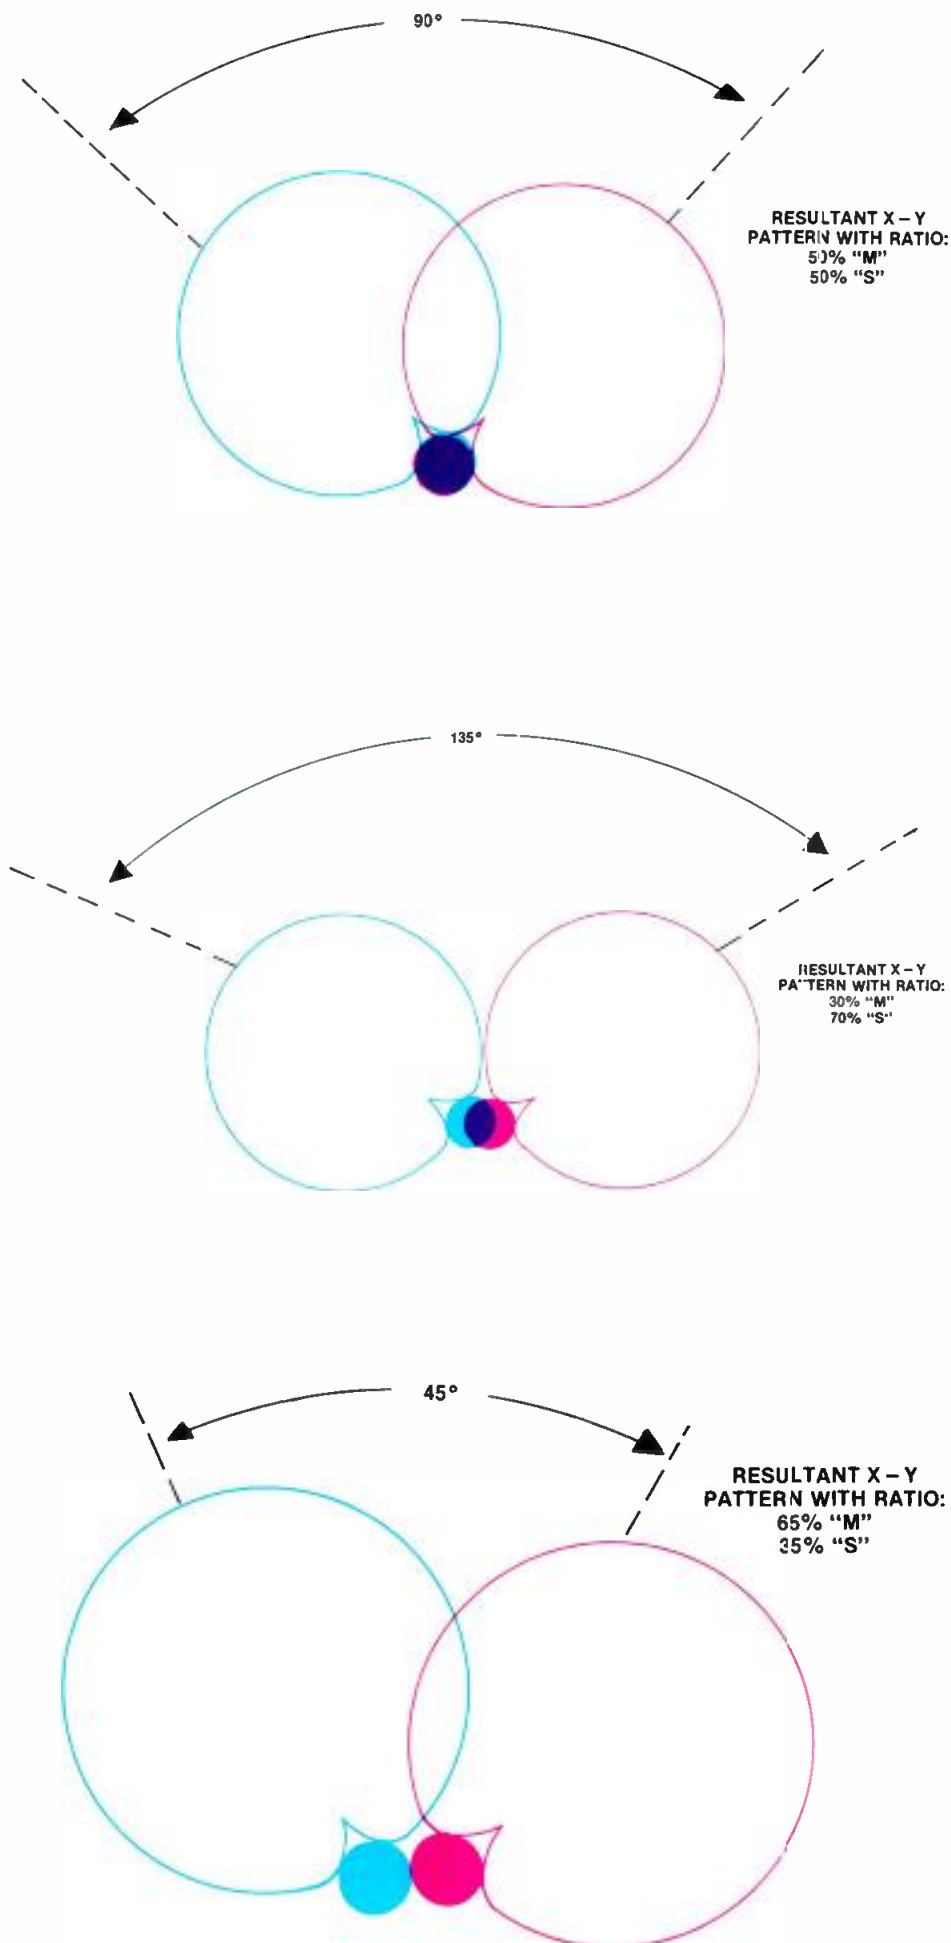 90°
RESULTANT X – Y
PATTERN WITH RATIO:
50% “M”
50% “S”
135°
RESULTANT X – Y
PATTERN WITH RATIO:
30% “M”
70% “S”
45°
RESULTANT X – Y
PATTERN WITH RATIO:
65% “M”
35% “S”